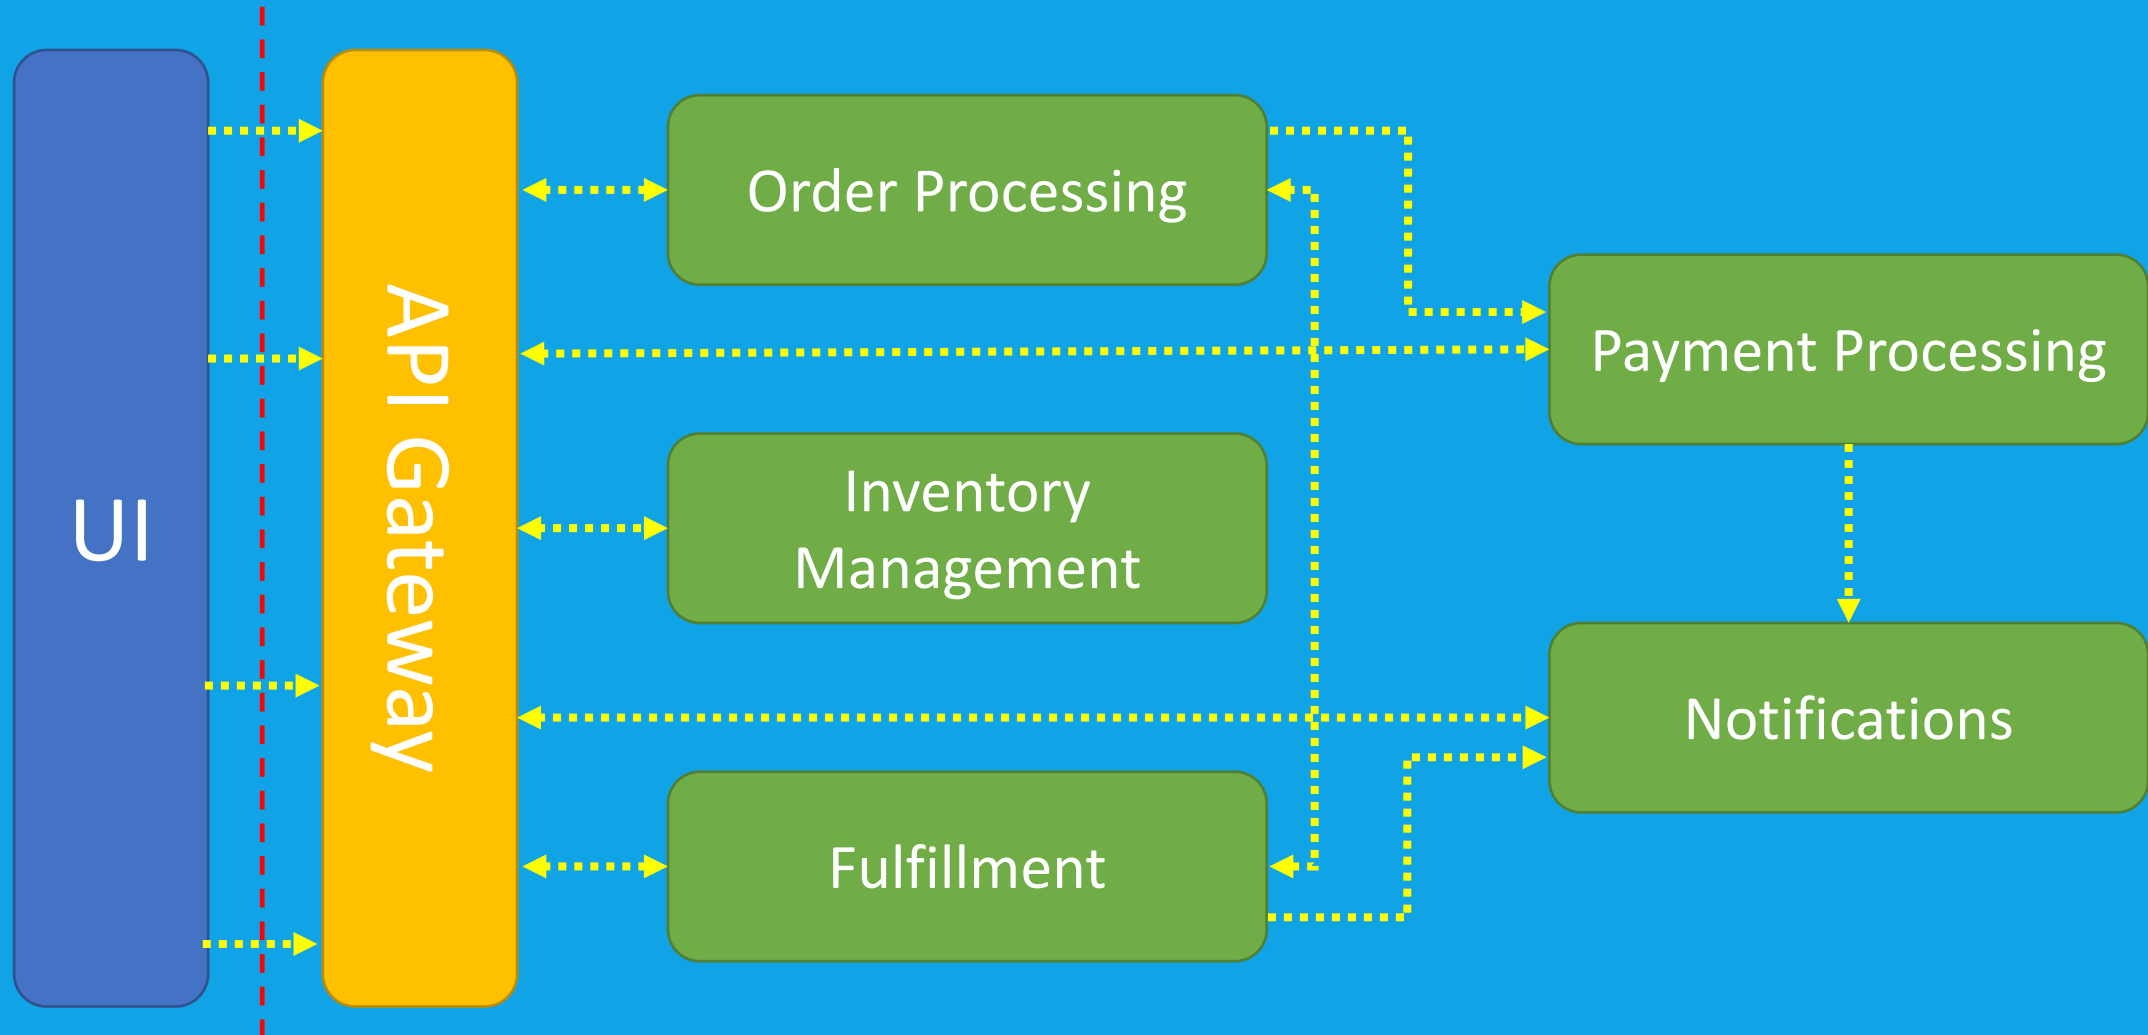 UI
API Gateway
Order Processing
Payment Processing
Inventory
Management
Notifications
Fulfillment